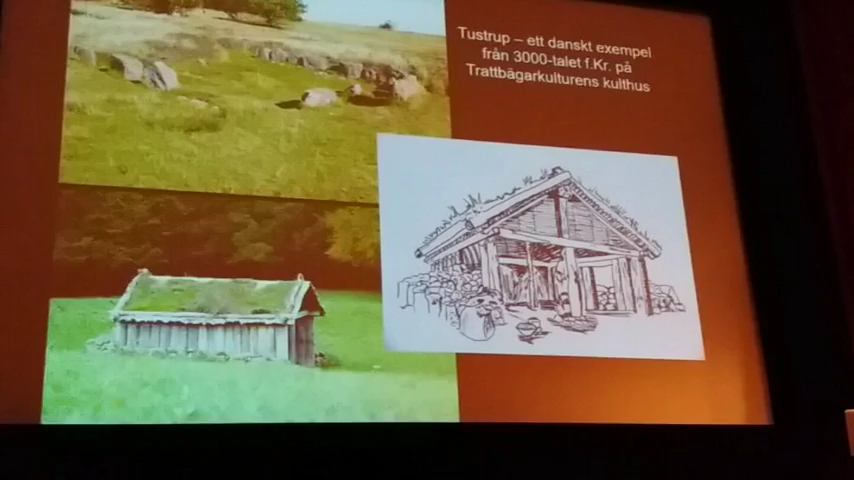 Tustrup – ett danskt exempel
från 3000-talet f.Kr. på
Trattbägarkulturens kulthus